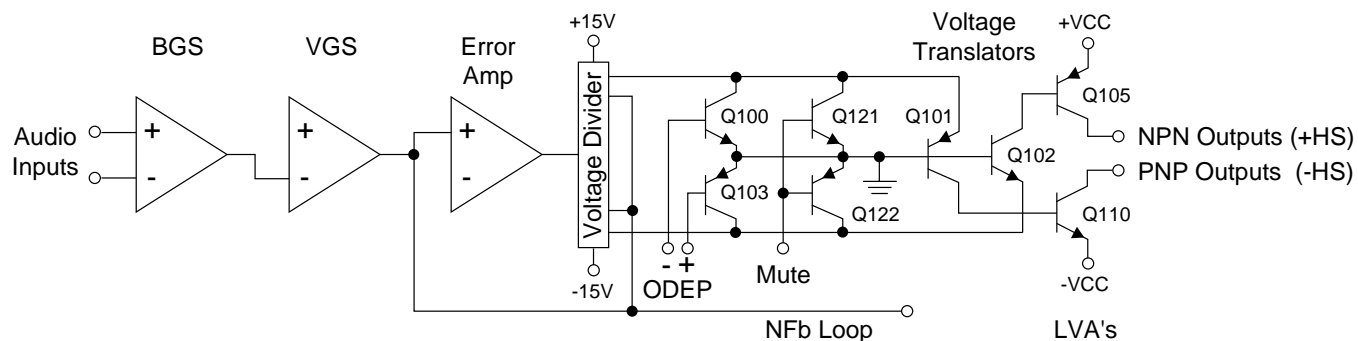 BGS
VGS
Error
Amp
+15V
Voltage
Translators
+VCC
Audio
Inputs
+
-
+
-
+
-
Voltage Divider
Q100
Q121
Q101
Q105
Q102
NPN Outputs (+HS)
PNP Outputs (-HS)
Q103
Q122
Q110
- +
ODEP
Mute
-15V
-VCC
NFb Loop
LVA's